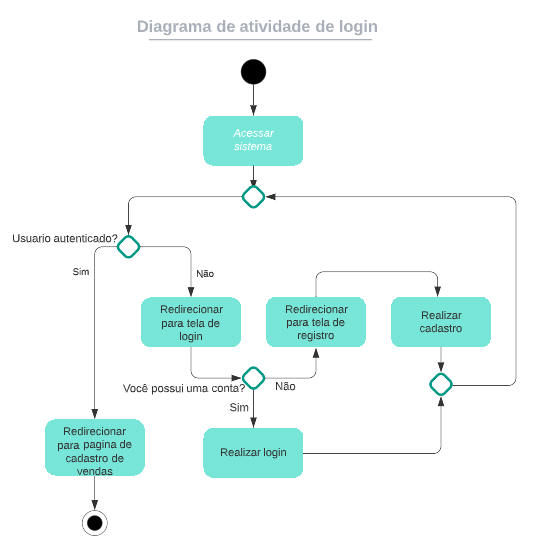 Diagrama de atividade de login
Acessar
sistema
Usuario autenticado?
Sim
Não
Redirecionar
para tela de
login
Redirecionar
para tela de
registro
Realizar
cadastro
Você possui uma conta?
Não
Sim
Redirecionar
para pagina de
cadastro de
vendas
Realizar login